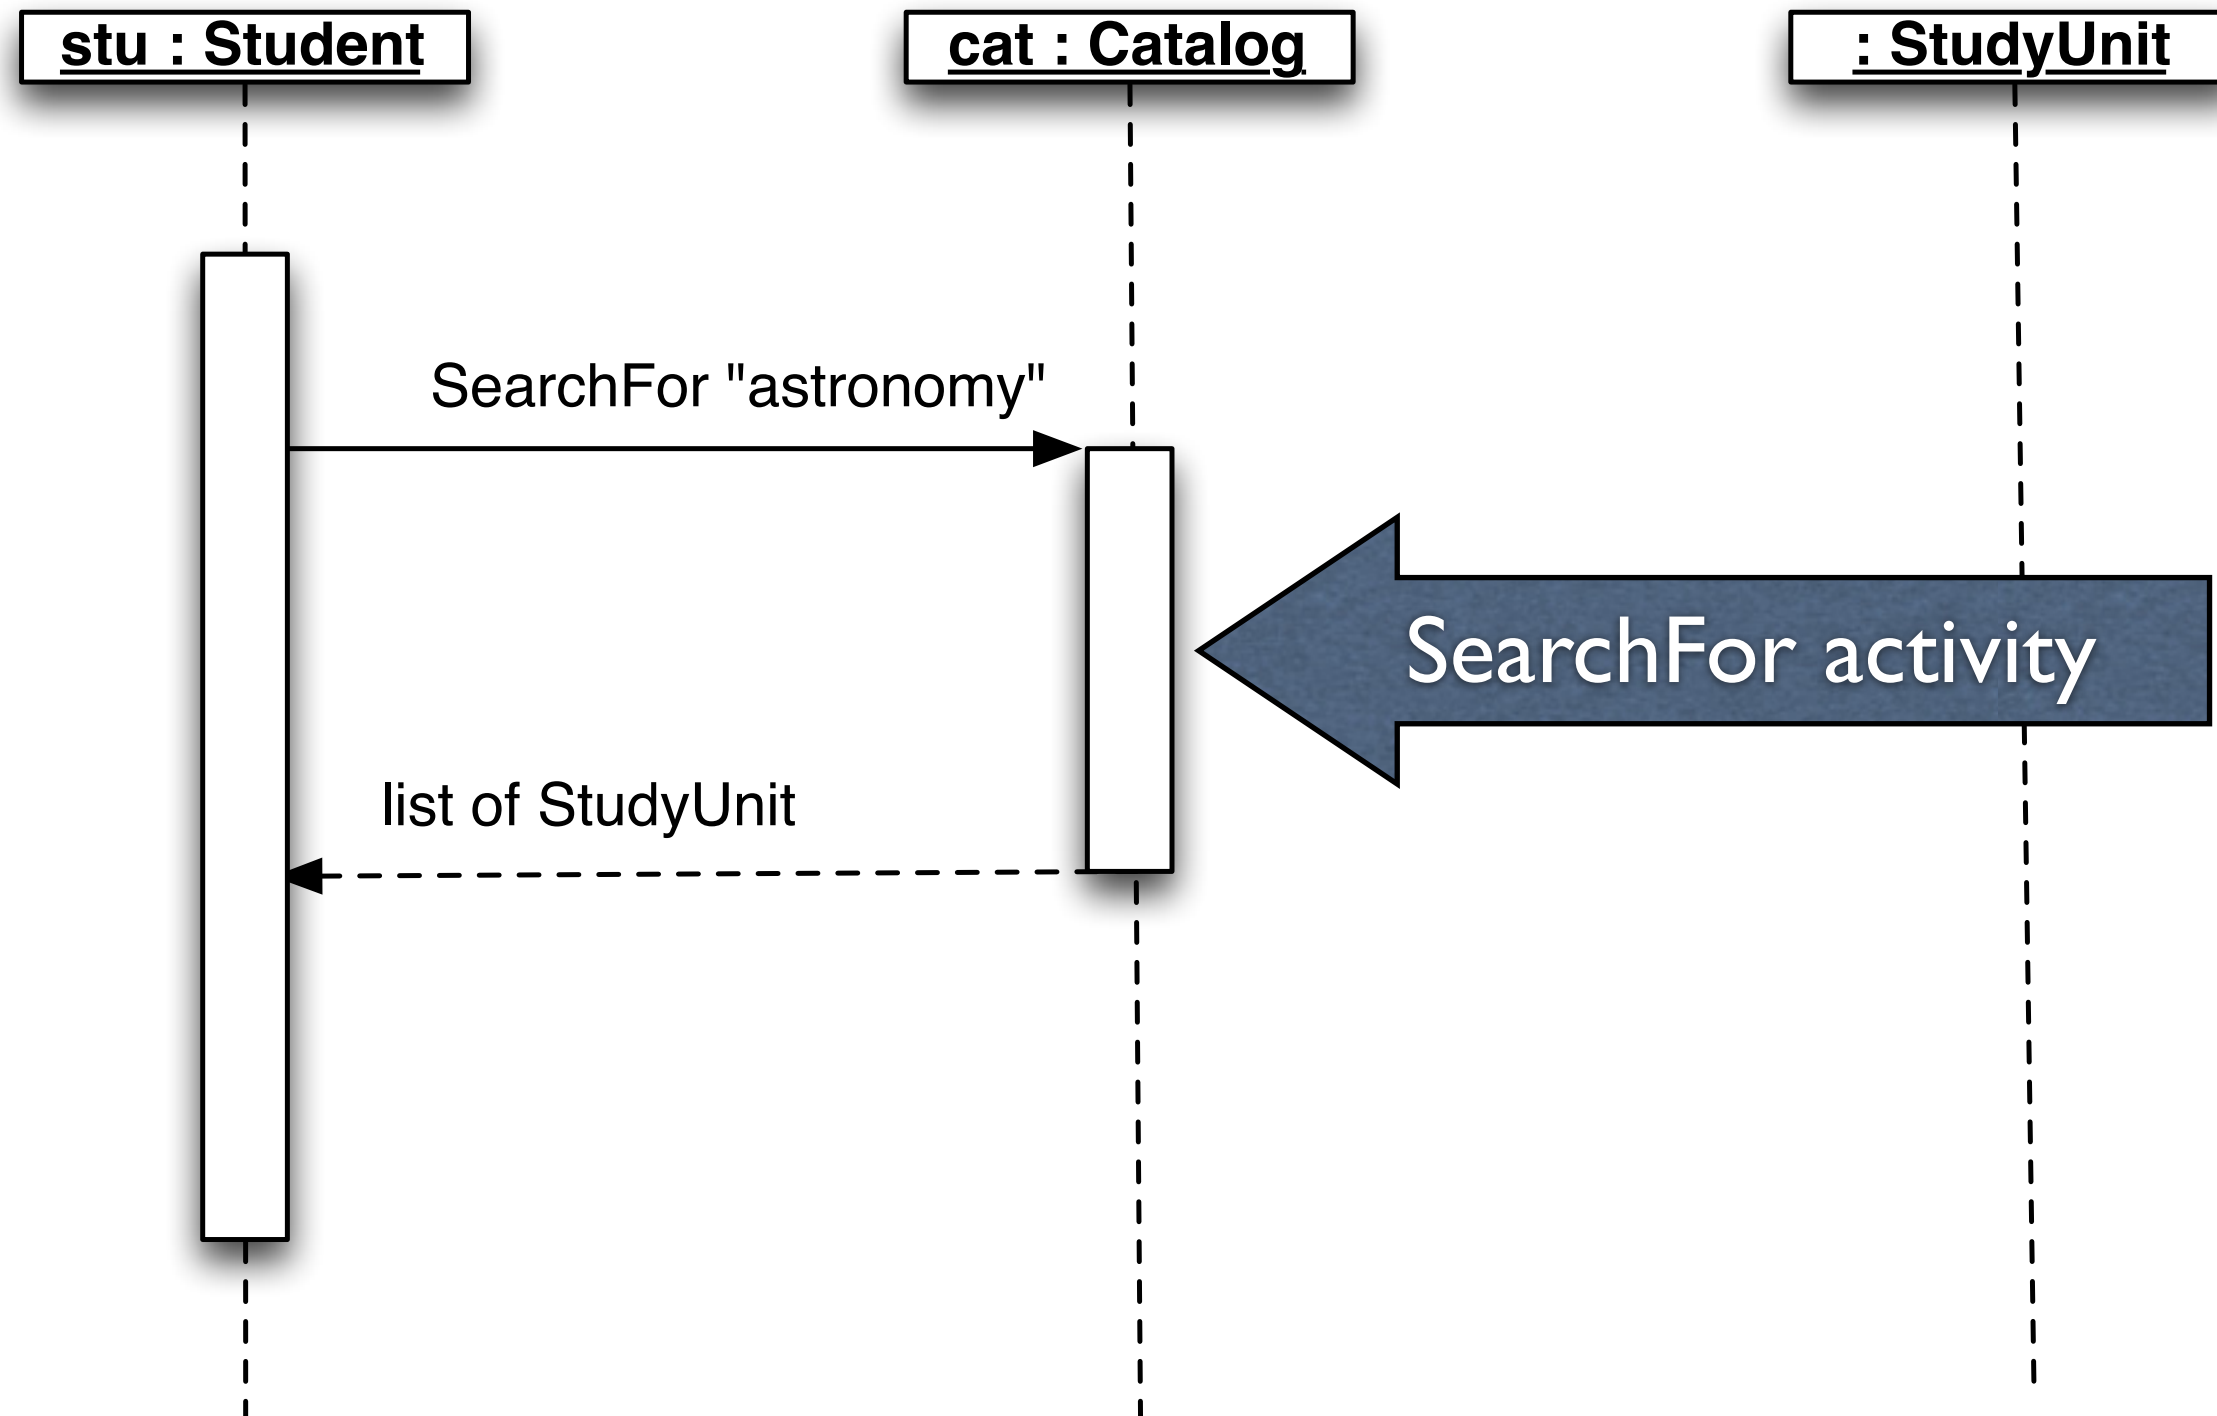 stu : Student
cat : Catalog
: StudyUnit
SearchFor "astronomy"
SearchFor activity
list of StudyUnit